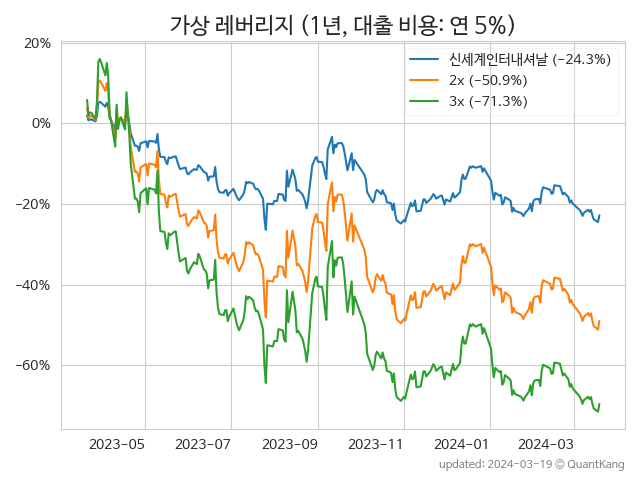 가상 레버리지 (1년, 대출 비용: 연 5%)
신세계인터내셔날 (−24.3%)
2x (−50.9%)
3x (−71.3%)
20%
0%
−20%
−40%
−60%
2023-05 2023-07 2023-09 2023-11 2024-01 2024-03
updated: 2024-03-19 © QuantKang